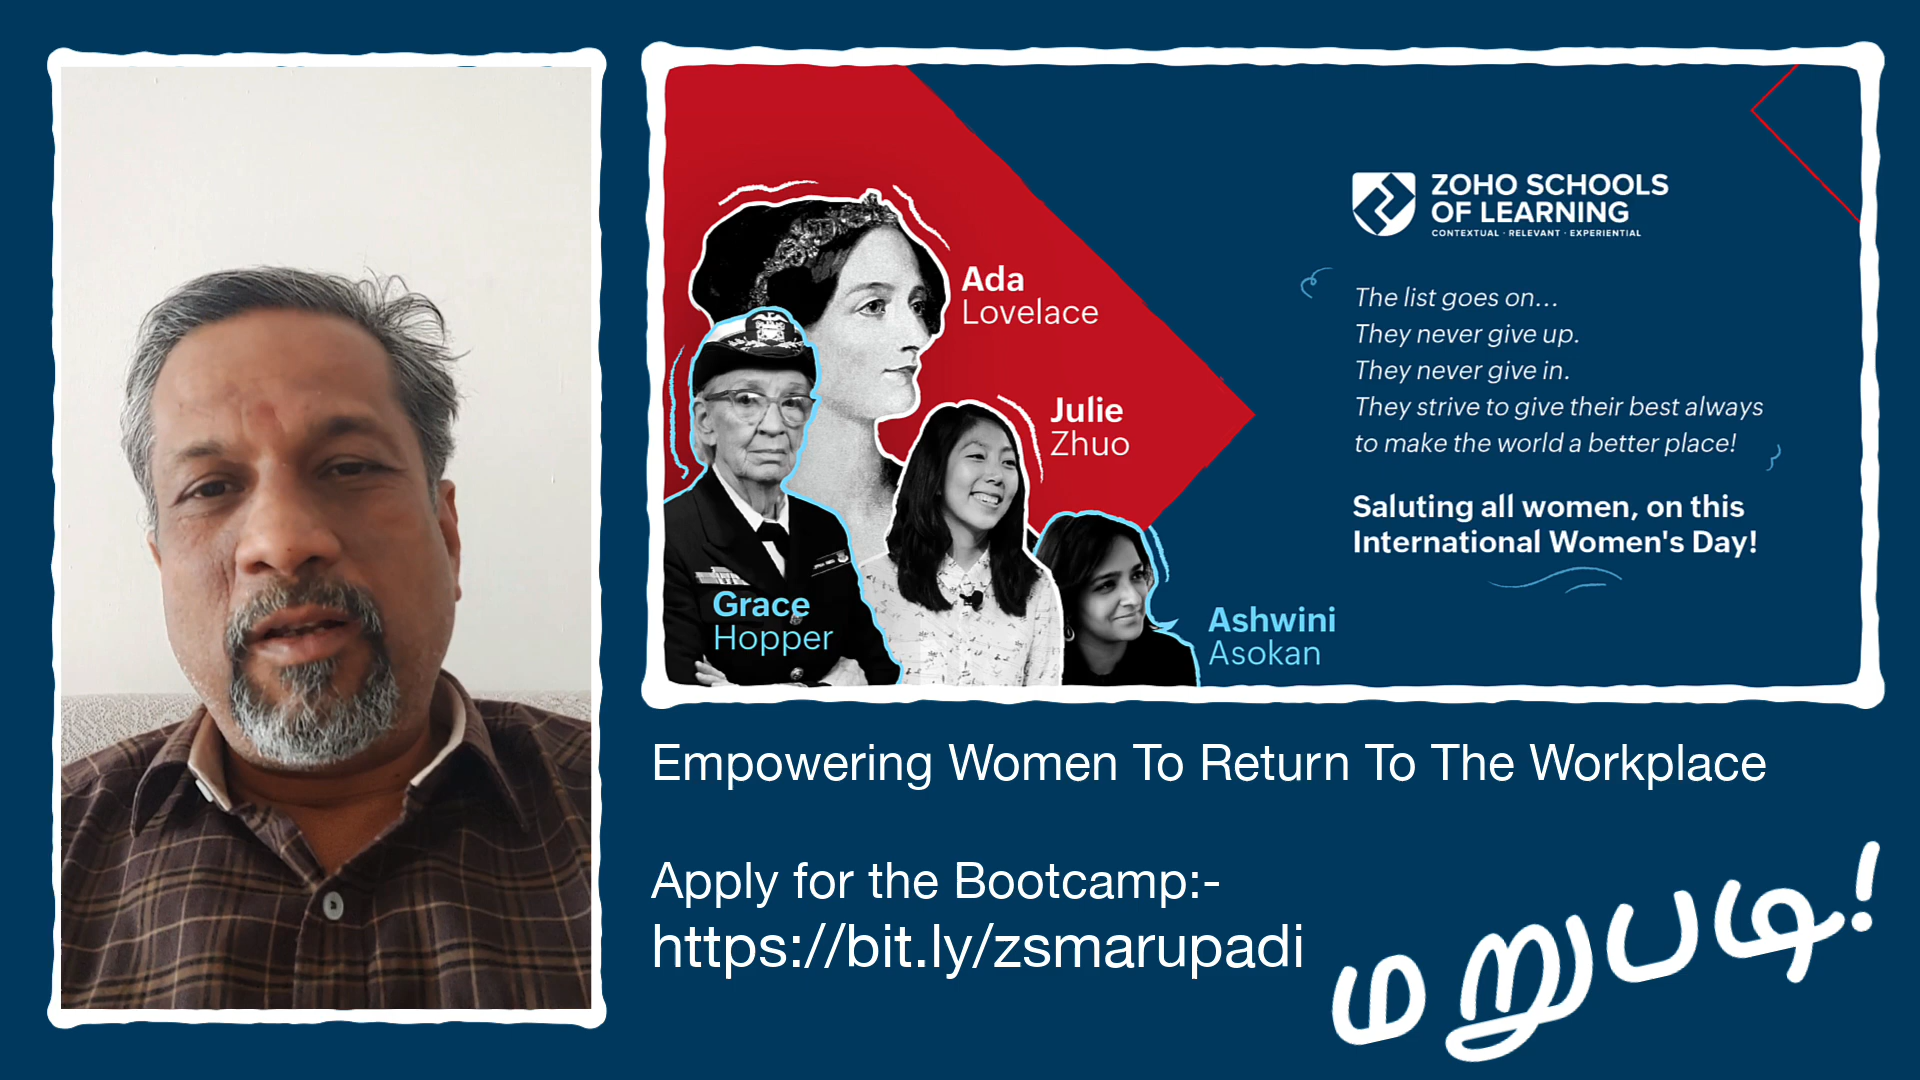 ZOHO SCHOOLS
OF LEARNING
CONTEXTUAL · RELEVANT · EXPERIENTIAL
Ada
Lovelace
Julie
Zhuo
Grace
Hopper
Ashwini
Asokan
The list goes on...
They never give up.
They never give in.
They strive to give their best always
to make the world a better place!
Saluting all women, on this
International Women's Day!
Empowering Women To Return To The Workplace
Apply for the Bootcamp:-
https://bit.ly/zsmarupadi
மறுபடி!